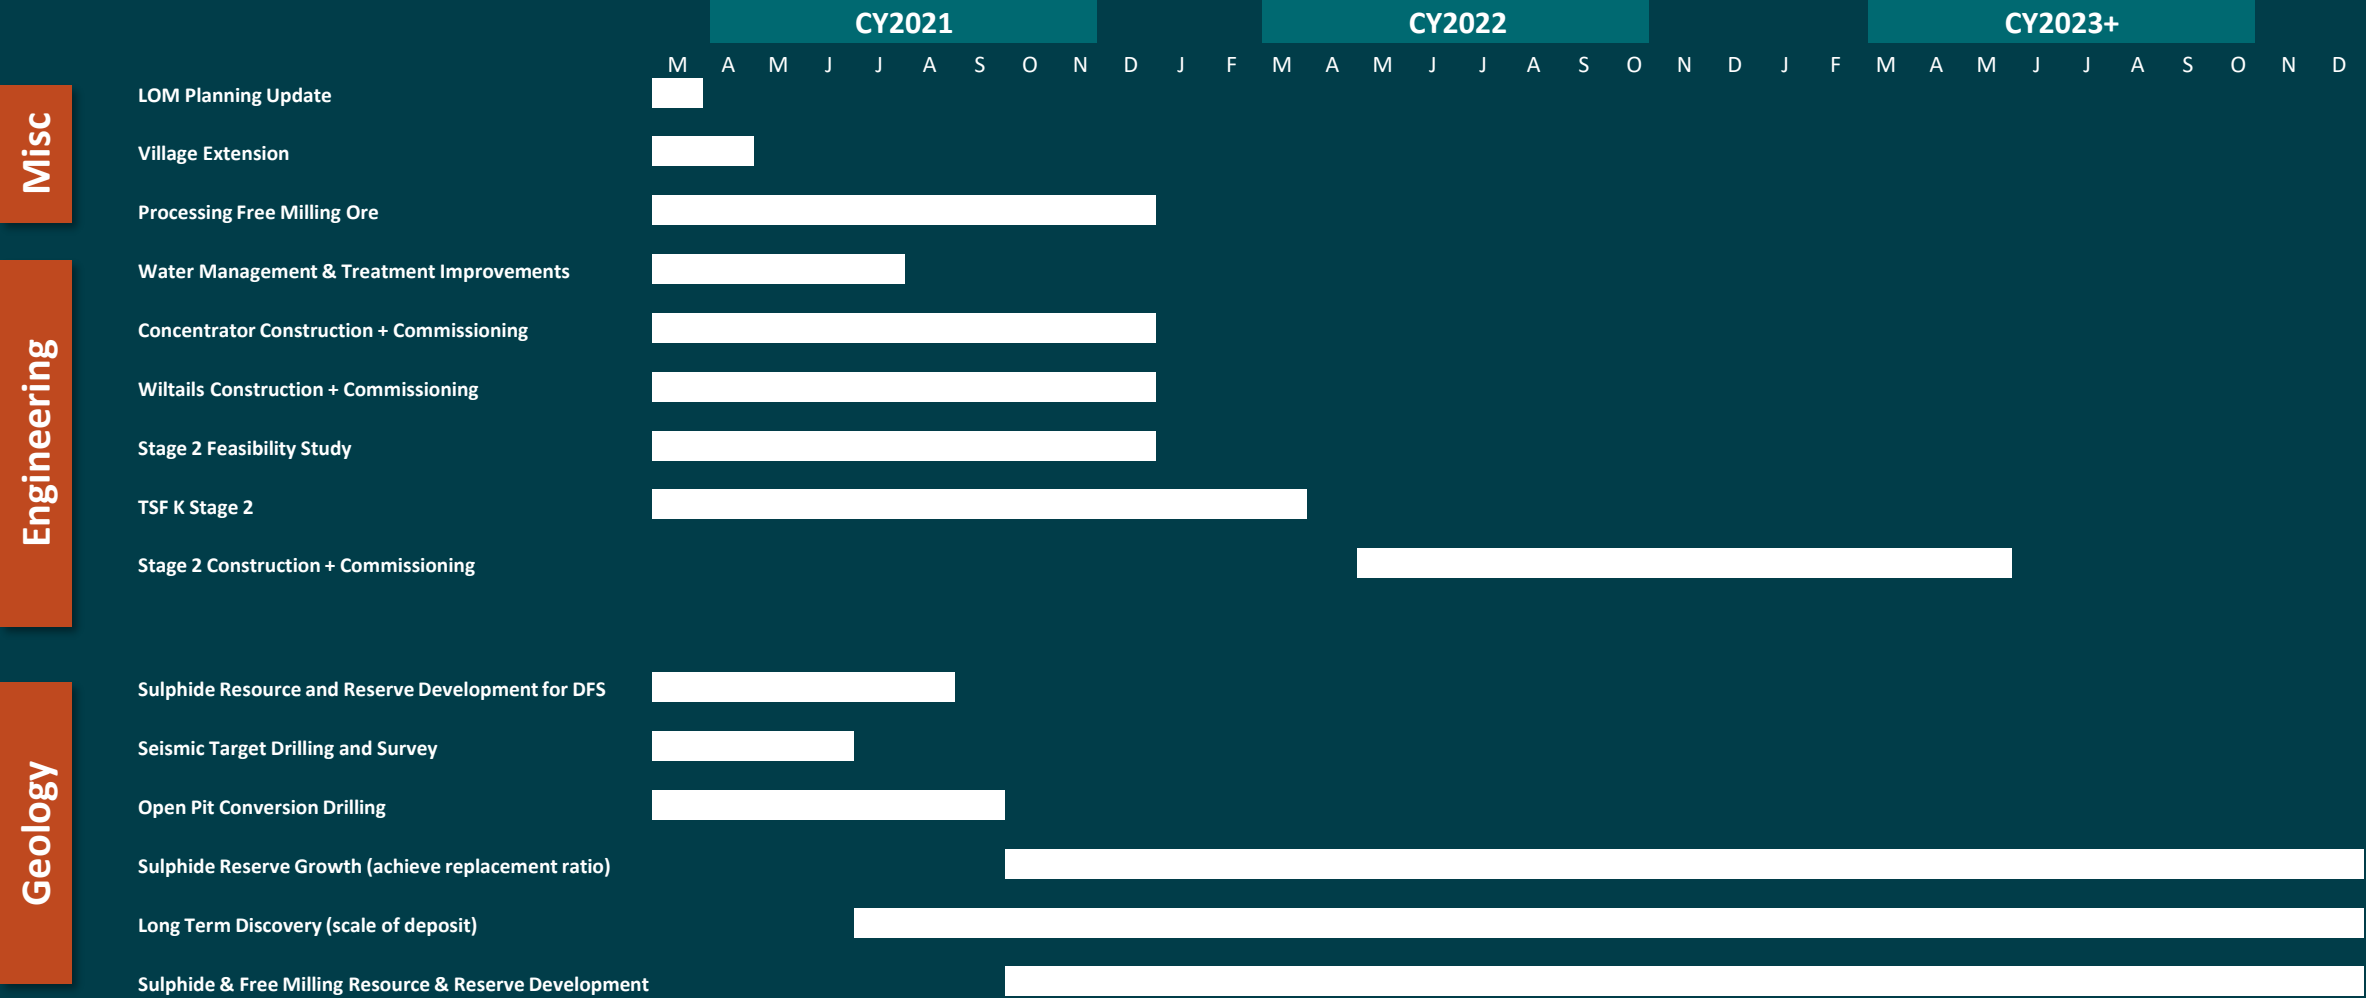 CY2021 CY2022 CY2023+
M A M J J A S O N D J F M A M J J A S O N D J F M A M J J A S O N D
Misc
LOM Planning Update
Village Extension
Processing Free Milling Ore
Engineering
Water Management & Treatment Improvements
Concentrator Construction + Commissioning
Wiltails Construction + Commissioning
Stage 2 Feasibility Study
TSF K Stage 2
Stage 2 Construction + Commissioning
Geology
Sulphide Resource and Reserve Development for DFS
Seismic Target Drilling and Survey
Open Pit Conversion Drilling
Sulphide Reserve Growth (achieve replacement ratio)
Long Term Discovery (scale of deposit)
Sulphide & Free Milling Resource & Reserve Development